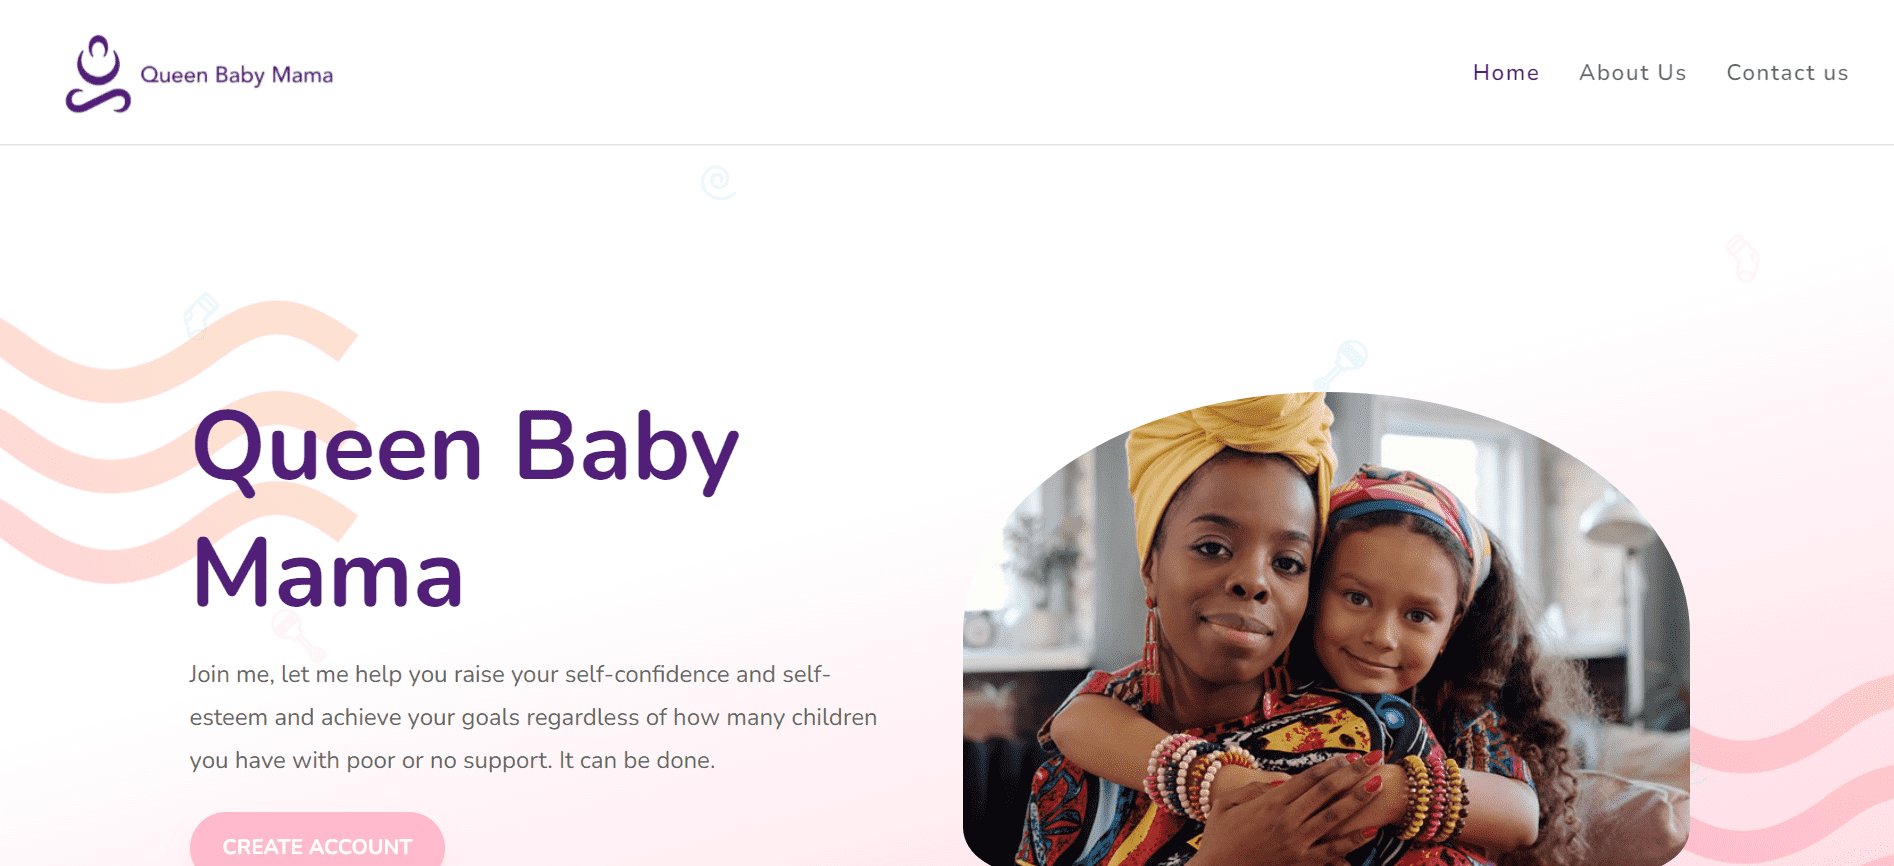 Queen Baby Mama
Home About Us Contact us
Queen Baby
Mama
Join me, let me help you raise your self-confidence and self-
esteem and achieve your goals regardless of how many children
you have with poor or no support. It can be done.
CREATE ACCOUNT